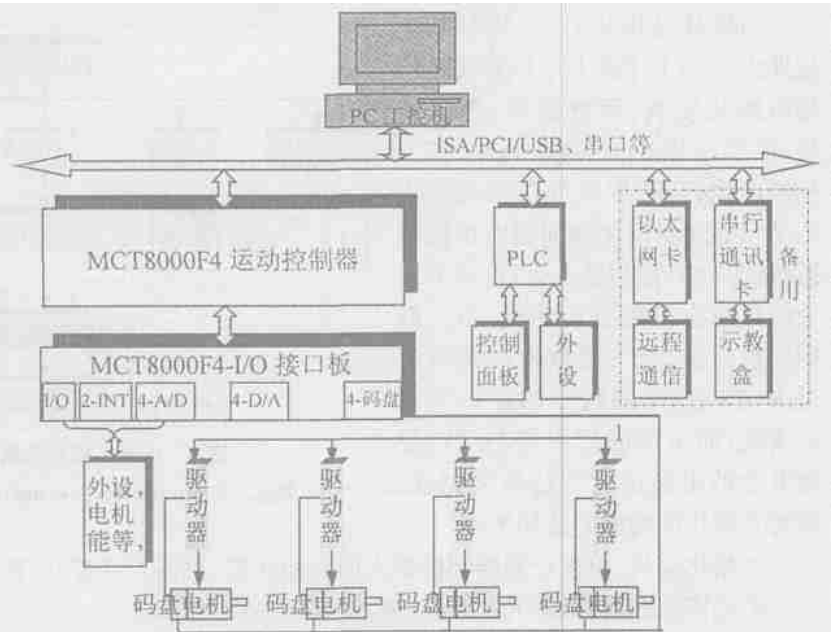 PC工控机
ISA/PCI/USB、串口等
MCT8000F4 运动控制器
PLC
以太
网卡
串行
通讯
卡
备用
控制
面板
外
设
远程
通信
示教
盒
MCT8000F4-I/O 接口板
I/O 2-INT 4-A/D 4-D/A 4-码盘
外设,
电机
能等,
1
驱动器
驱动器
驱动器
驱动器
码盘电机
码盘电机
码盘电机
码盘电机